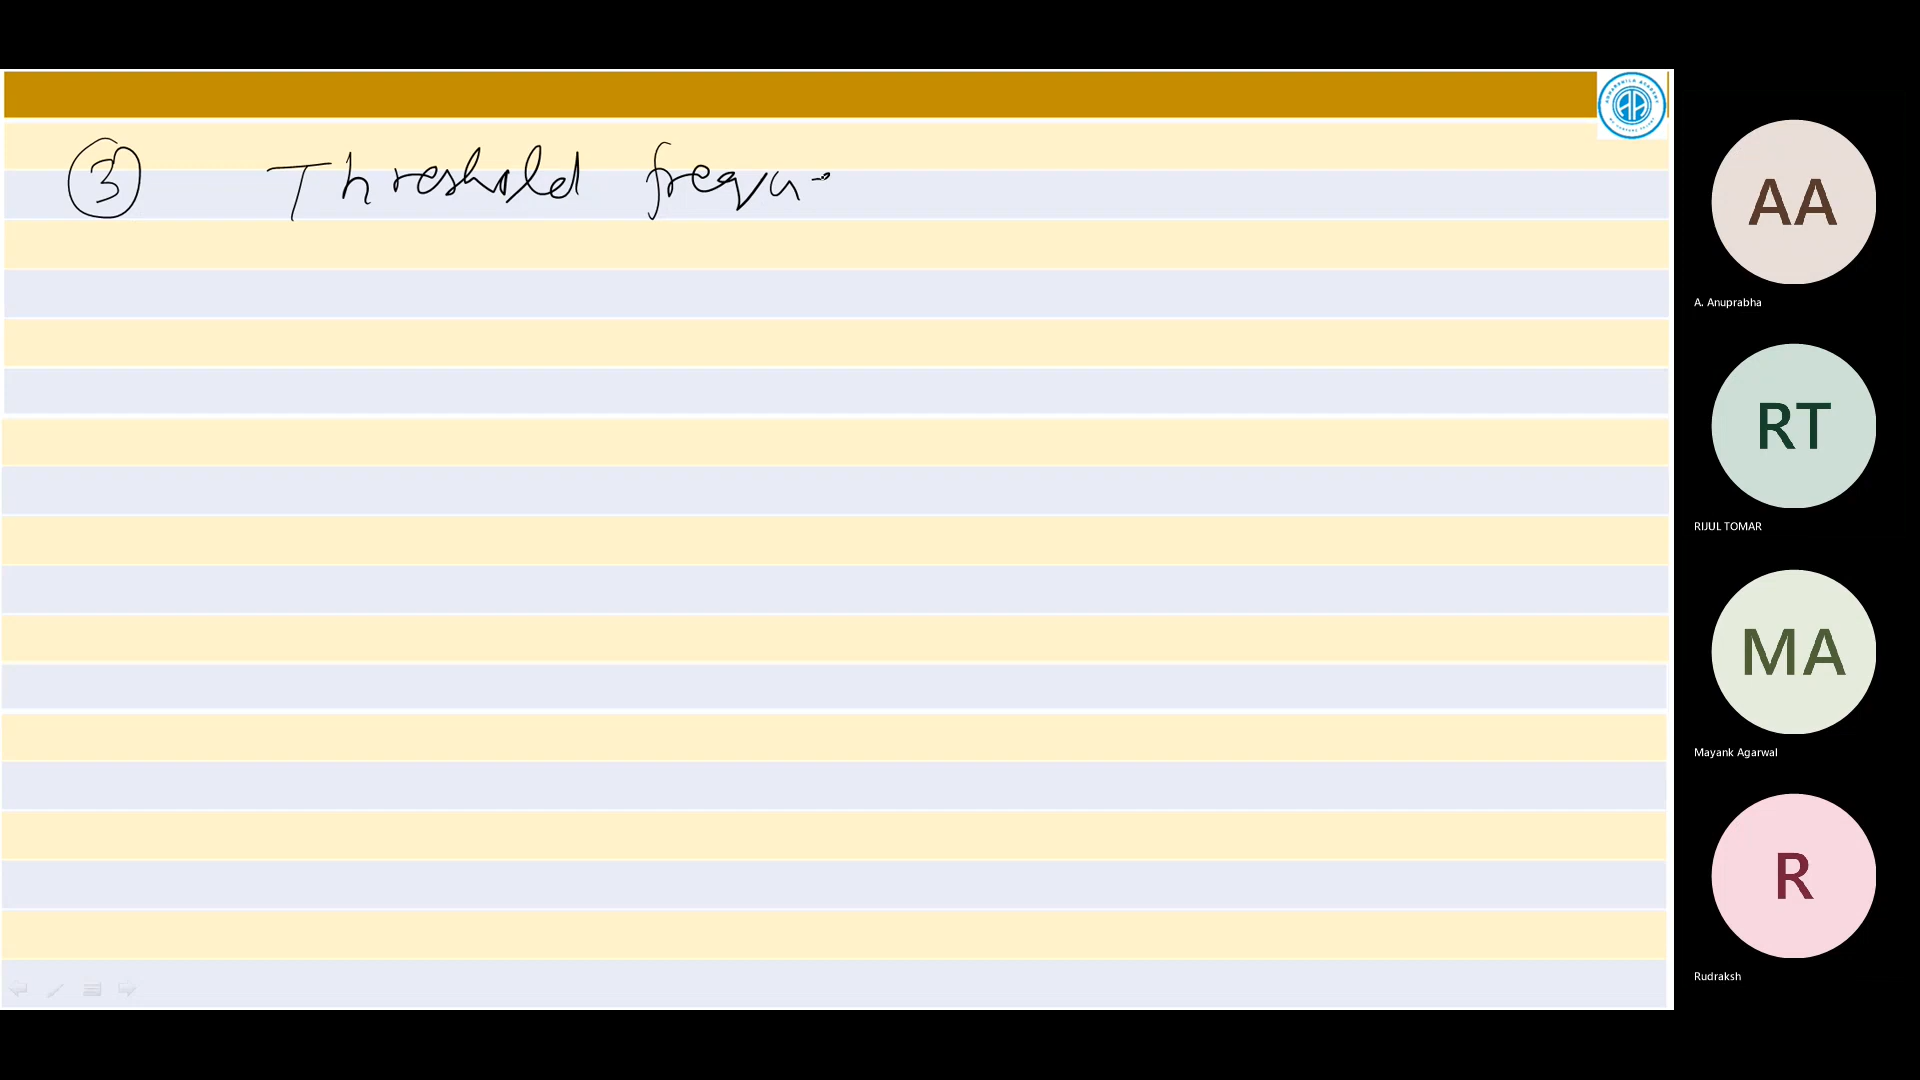 ③ Threshold frequ
AA
A. Anuprabha
RT
RIJUL TOMAR
MA
Mayank Agarwal
R
Rudraksh